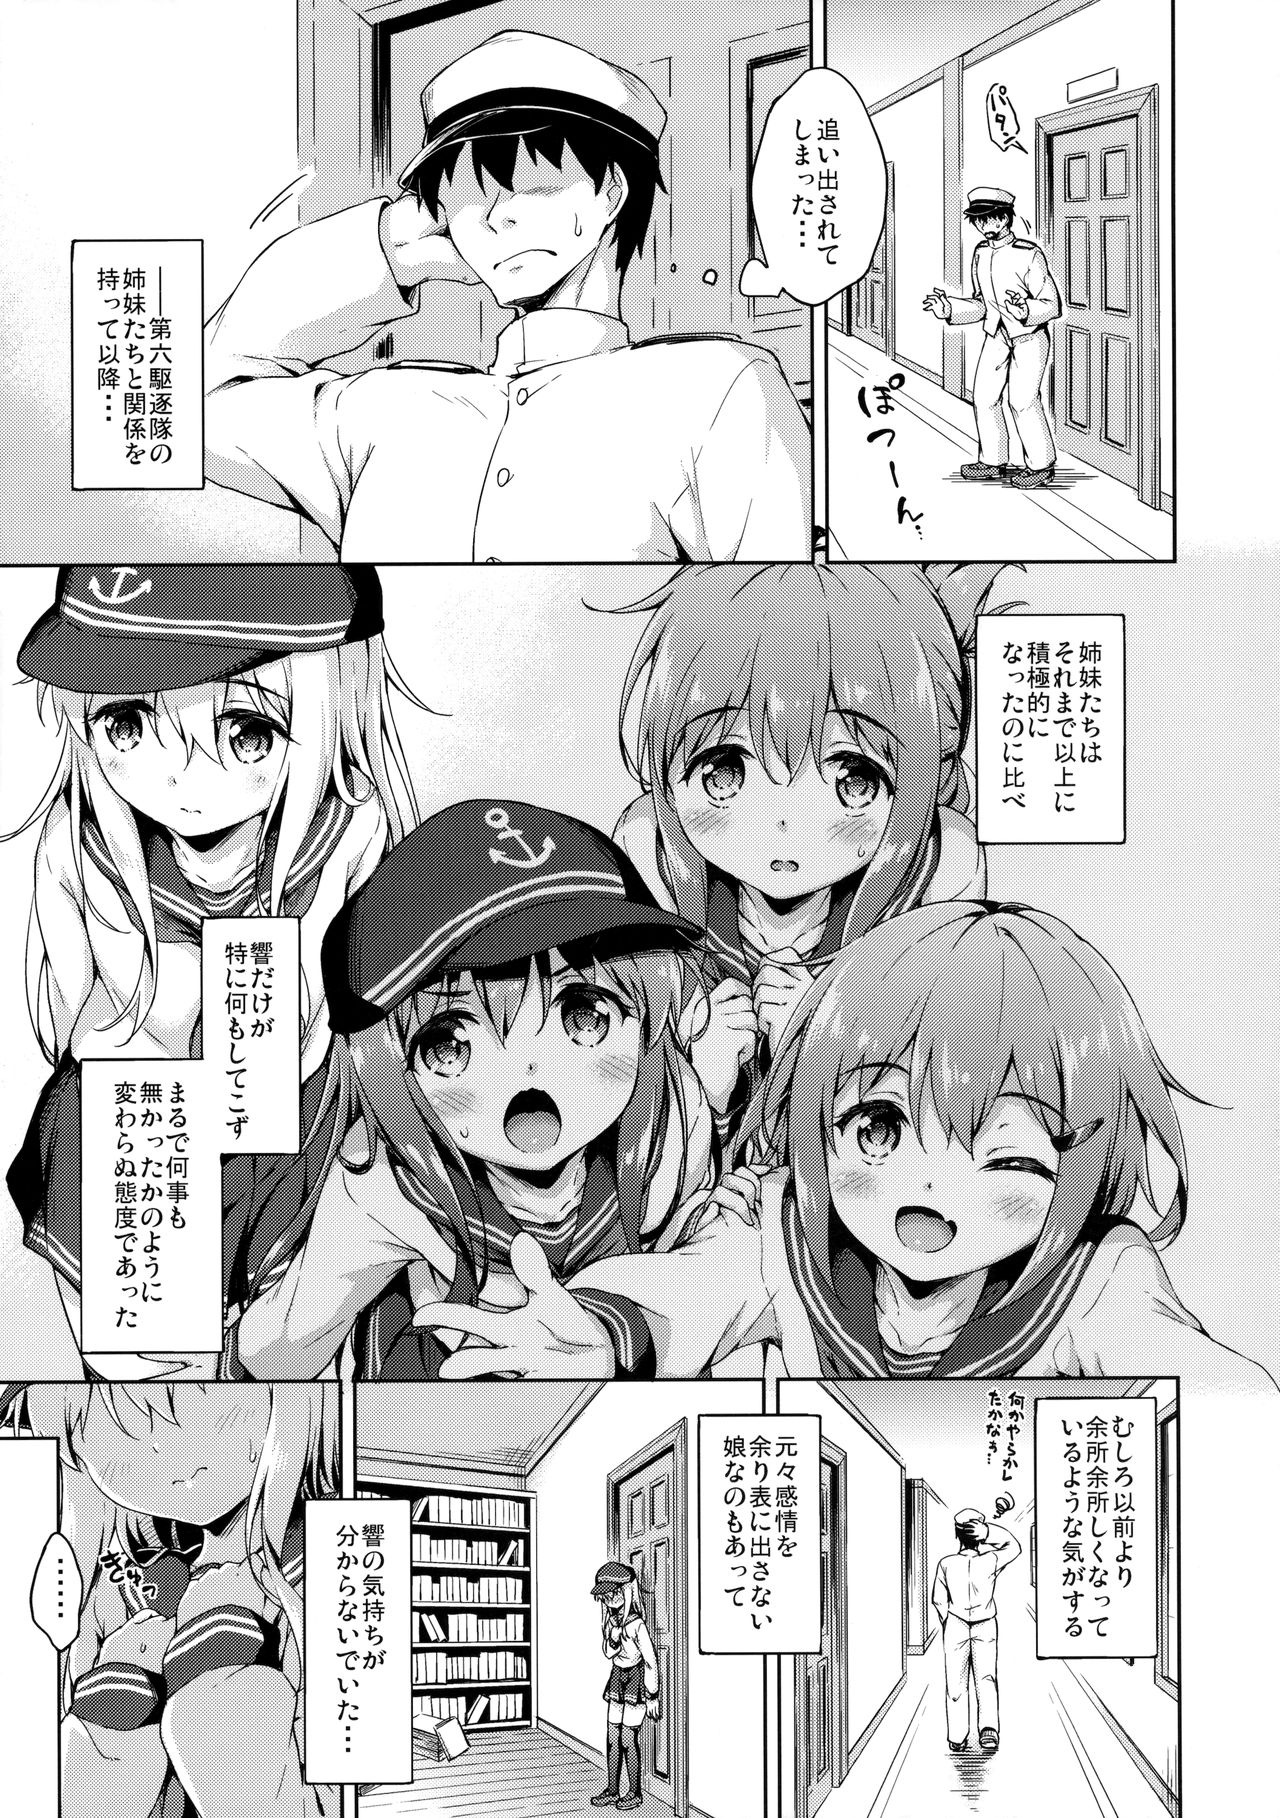 パタン
追い出されて
しまった・・・
ぽつーん…
――第六駆逐隊の
姉妹たちと関係を
持って以降・・・
姉妹たちは
それまで以上に
積極的に
なったのに比べ
響だけが
特に何もしてこず
まるで何事も
無かったかのように
変わらぬ態度であった
むしろ以前より
余所余所しくなって
いるような気がする
何かやらかし
たかなぁ…
元々感情を
余り表に出さない
娘なのもあって
響の気持ちが
分からないでいた・・・
ぎゅっ
・・・・・・